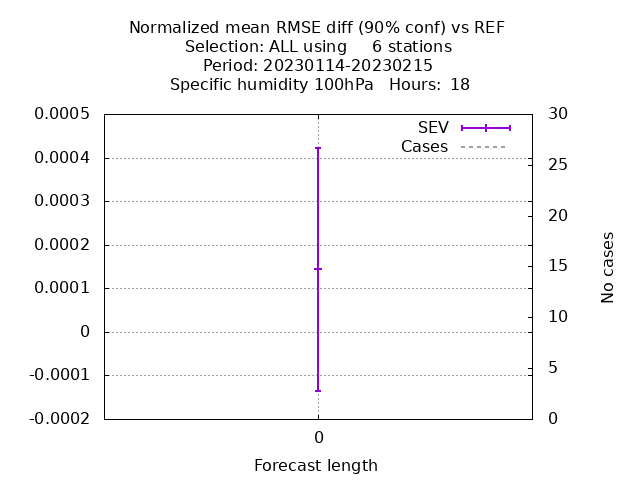 Normalized mean RMSE diff (90% conf) vs REF
Selection: ALL using     6 stations
Period: 20230114-20230215
Specific humidity 100hPa   Hours:  18
0.0005
0.0004
0.0003
0.0002
0.0001
0
-0.0001
-0.0002
SEV
Cases
30
25
20
15
10
5
0
No cases
0
Forecast length